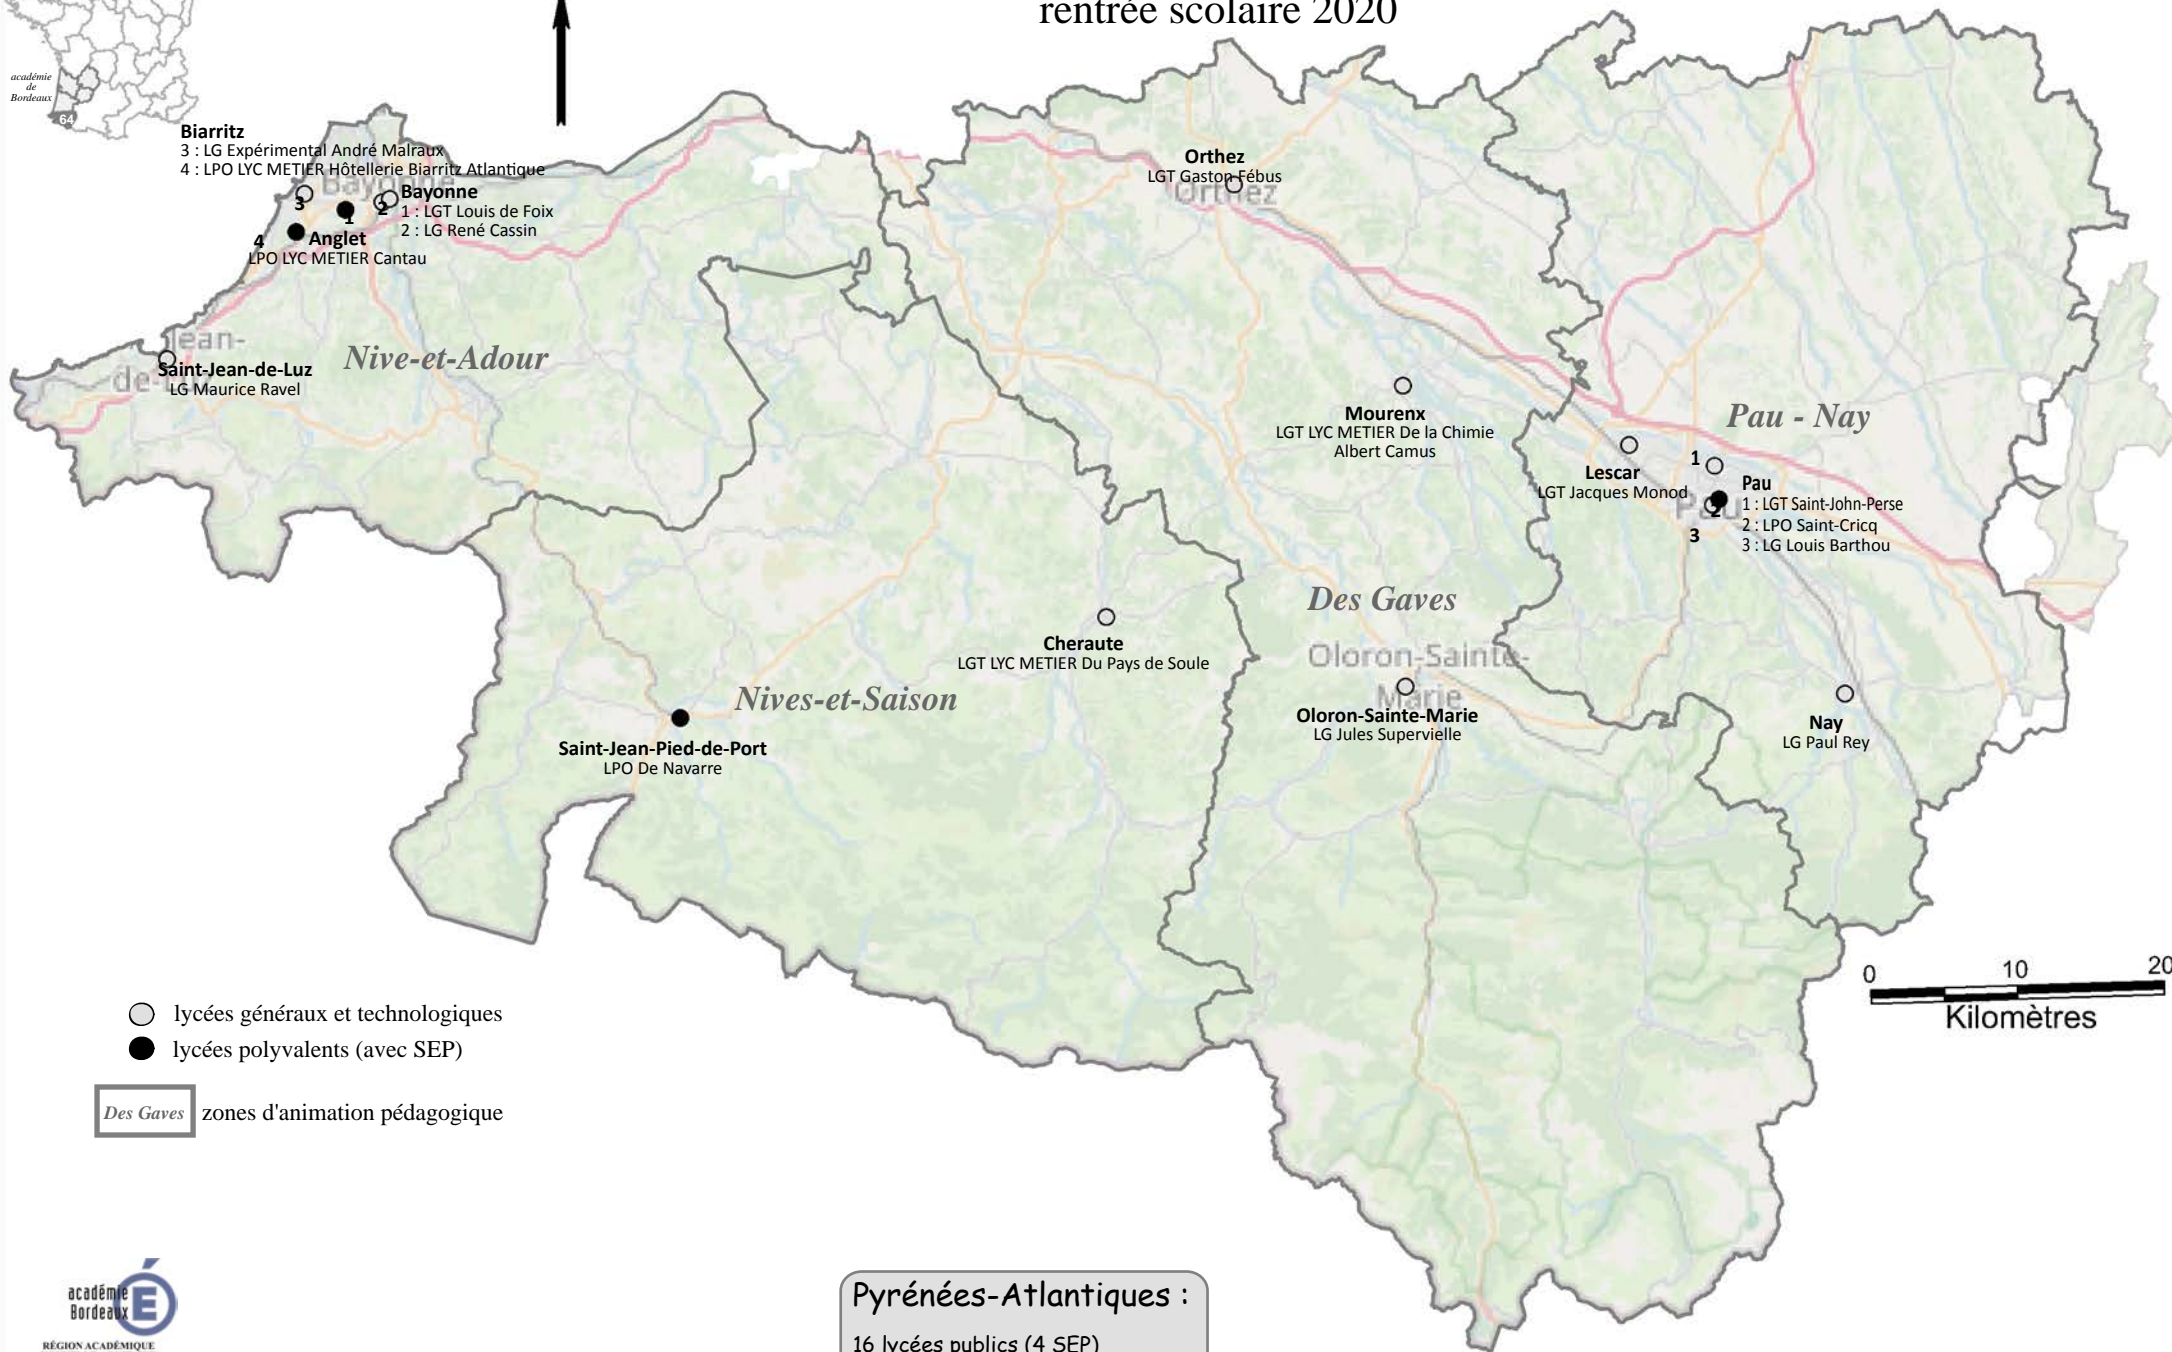 rentrée scolaire 2020
académie
de
Bordeaux
64
Biarritz
3 : LG Expérimental André Malraux
4 : LPO LYC METIER Hôtellerie Biarritz Atlantique
Bayonne
Bayonne
1 : LGT Louis de Foix
2 : LG René Cassin
3
1
2
4
Anglet
LPO LYC METIER Cantau
Jean-
de-Luz
Saint-Jean-de-Luz
LG Maurice Ravel
Nive-et-Adour
Orthez
LGT Gaston Fébus
Orthez
Mourenx
LGT LYC METIER De la Chimie
Albert Camus
Pau - Nay
Lescar
LGT Jacques Monod
1
2
3
Pau
Pau
1 : LGT Saint-John-Perse
2 : LPO Saint-Cricq
3 : LG Louis Barthou
Des Gaves
Cheraute
LGT LYC METIER Du Pays de Soule
Oloron-Sainte-
Marie
Oloron-Sainte-Marie
LG Jules Supervielle
Nay
LG Paul Rey
Nives-et-Saison
Saint-Jean-Pied-de-Port
LPO De Navarre
0 10 20
Kilomètres
lycées généraux et technologiques
lycées polyvalents (avec SEP)
Des Gaves zones d'animation pédagogique
académie
Bordeaux
É
RÉGION ACADÉMIQUE
Pyrénées-Atlantiques :
16 lycées publics (4 SEP)